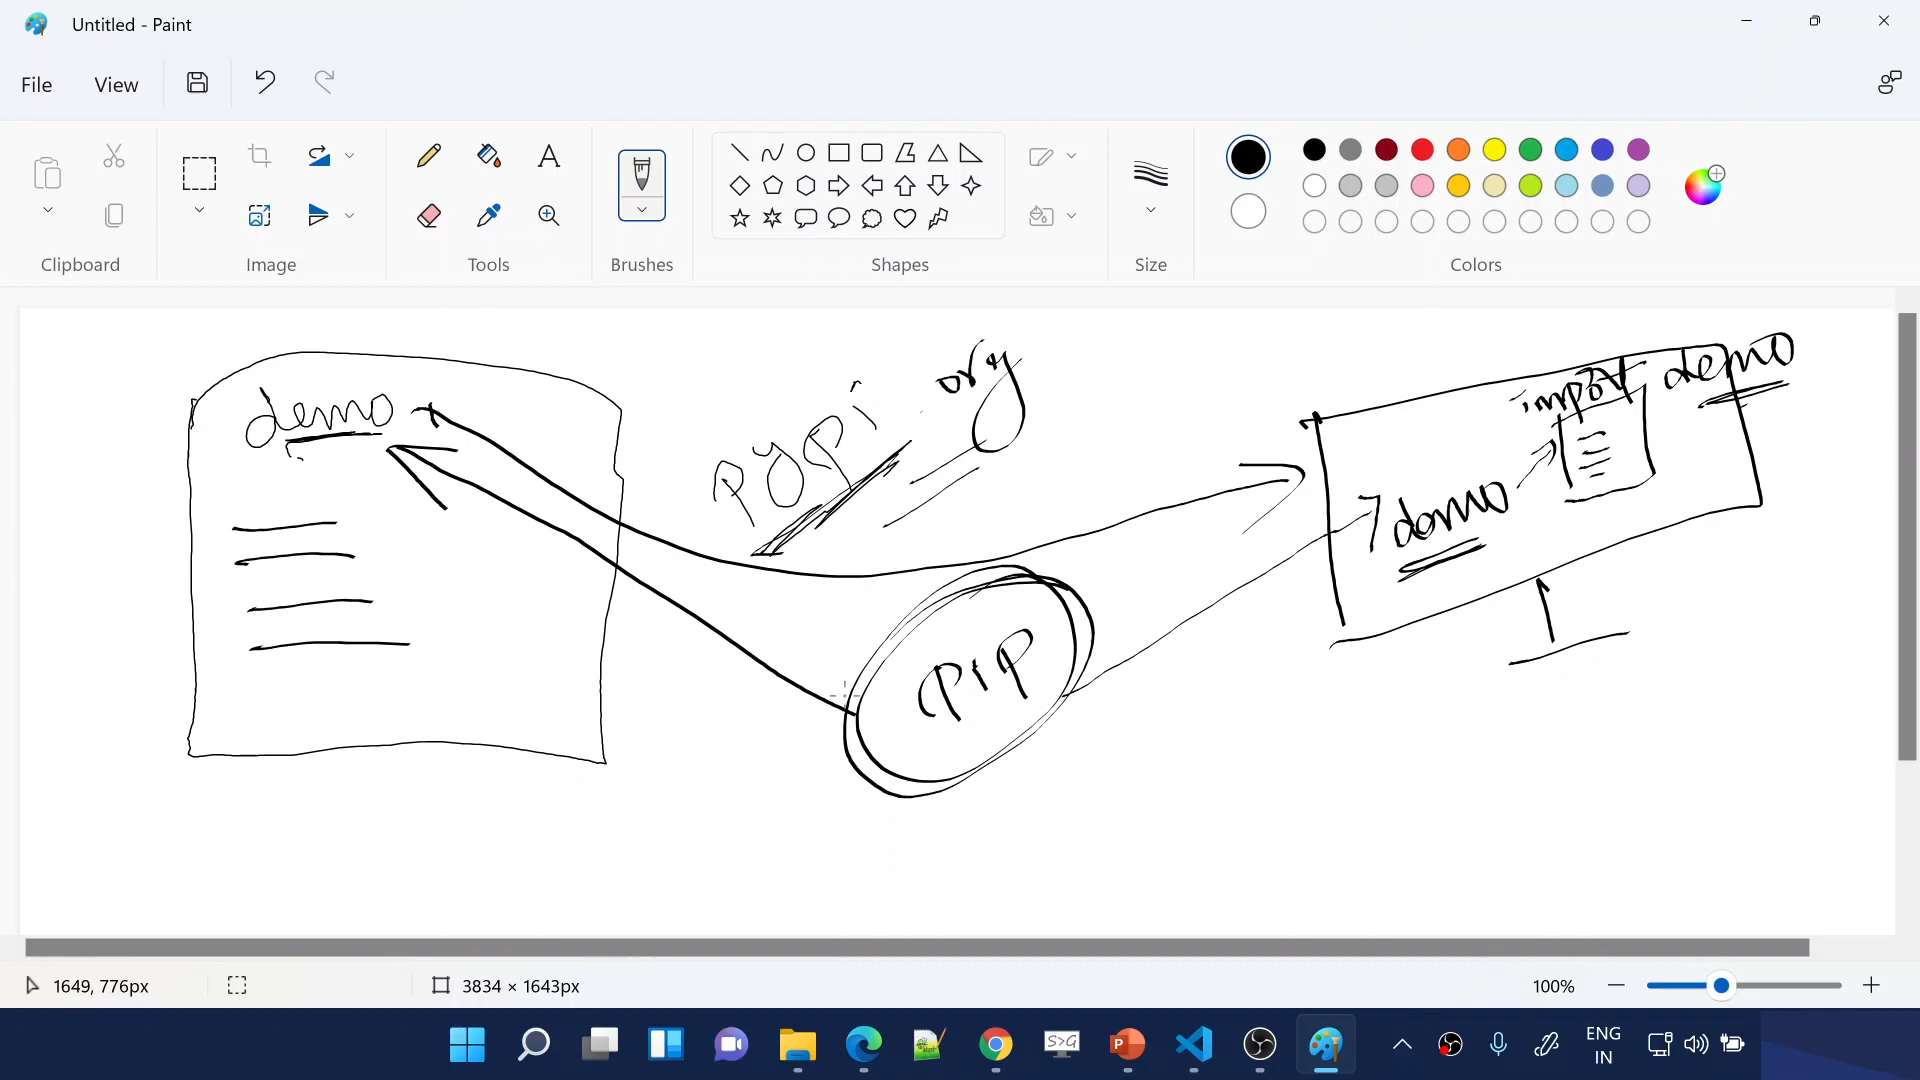 Untitled - Paint
File View
Clipboard
Image
Tools
Brushes
Shapes
Size
Colors
demo
pypi.org
import demo
demo
PIP
1649, 776px
3834 × 1643px
100%
S>G
P
ENG
IN